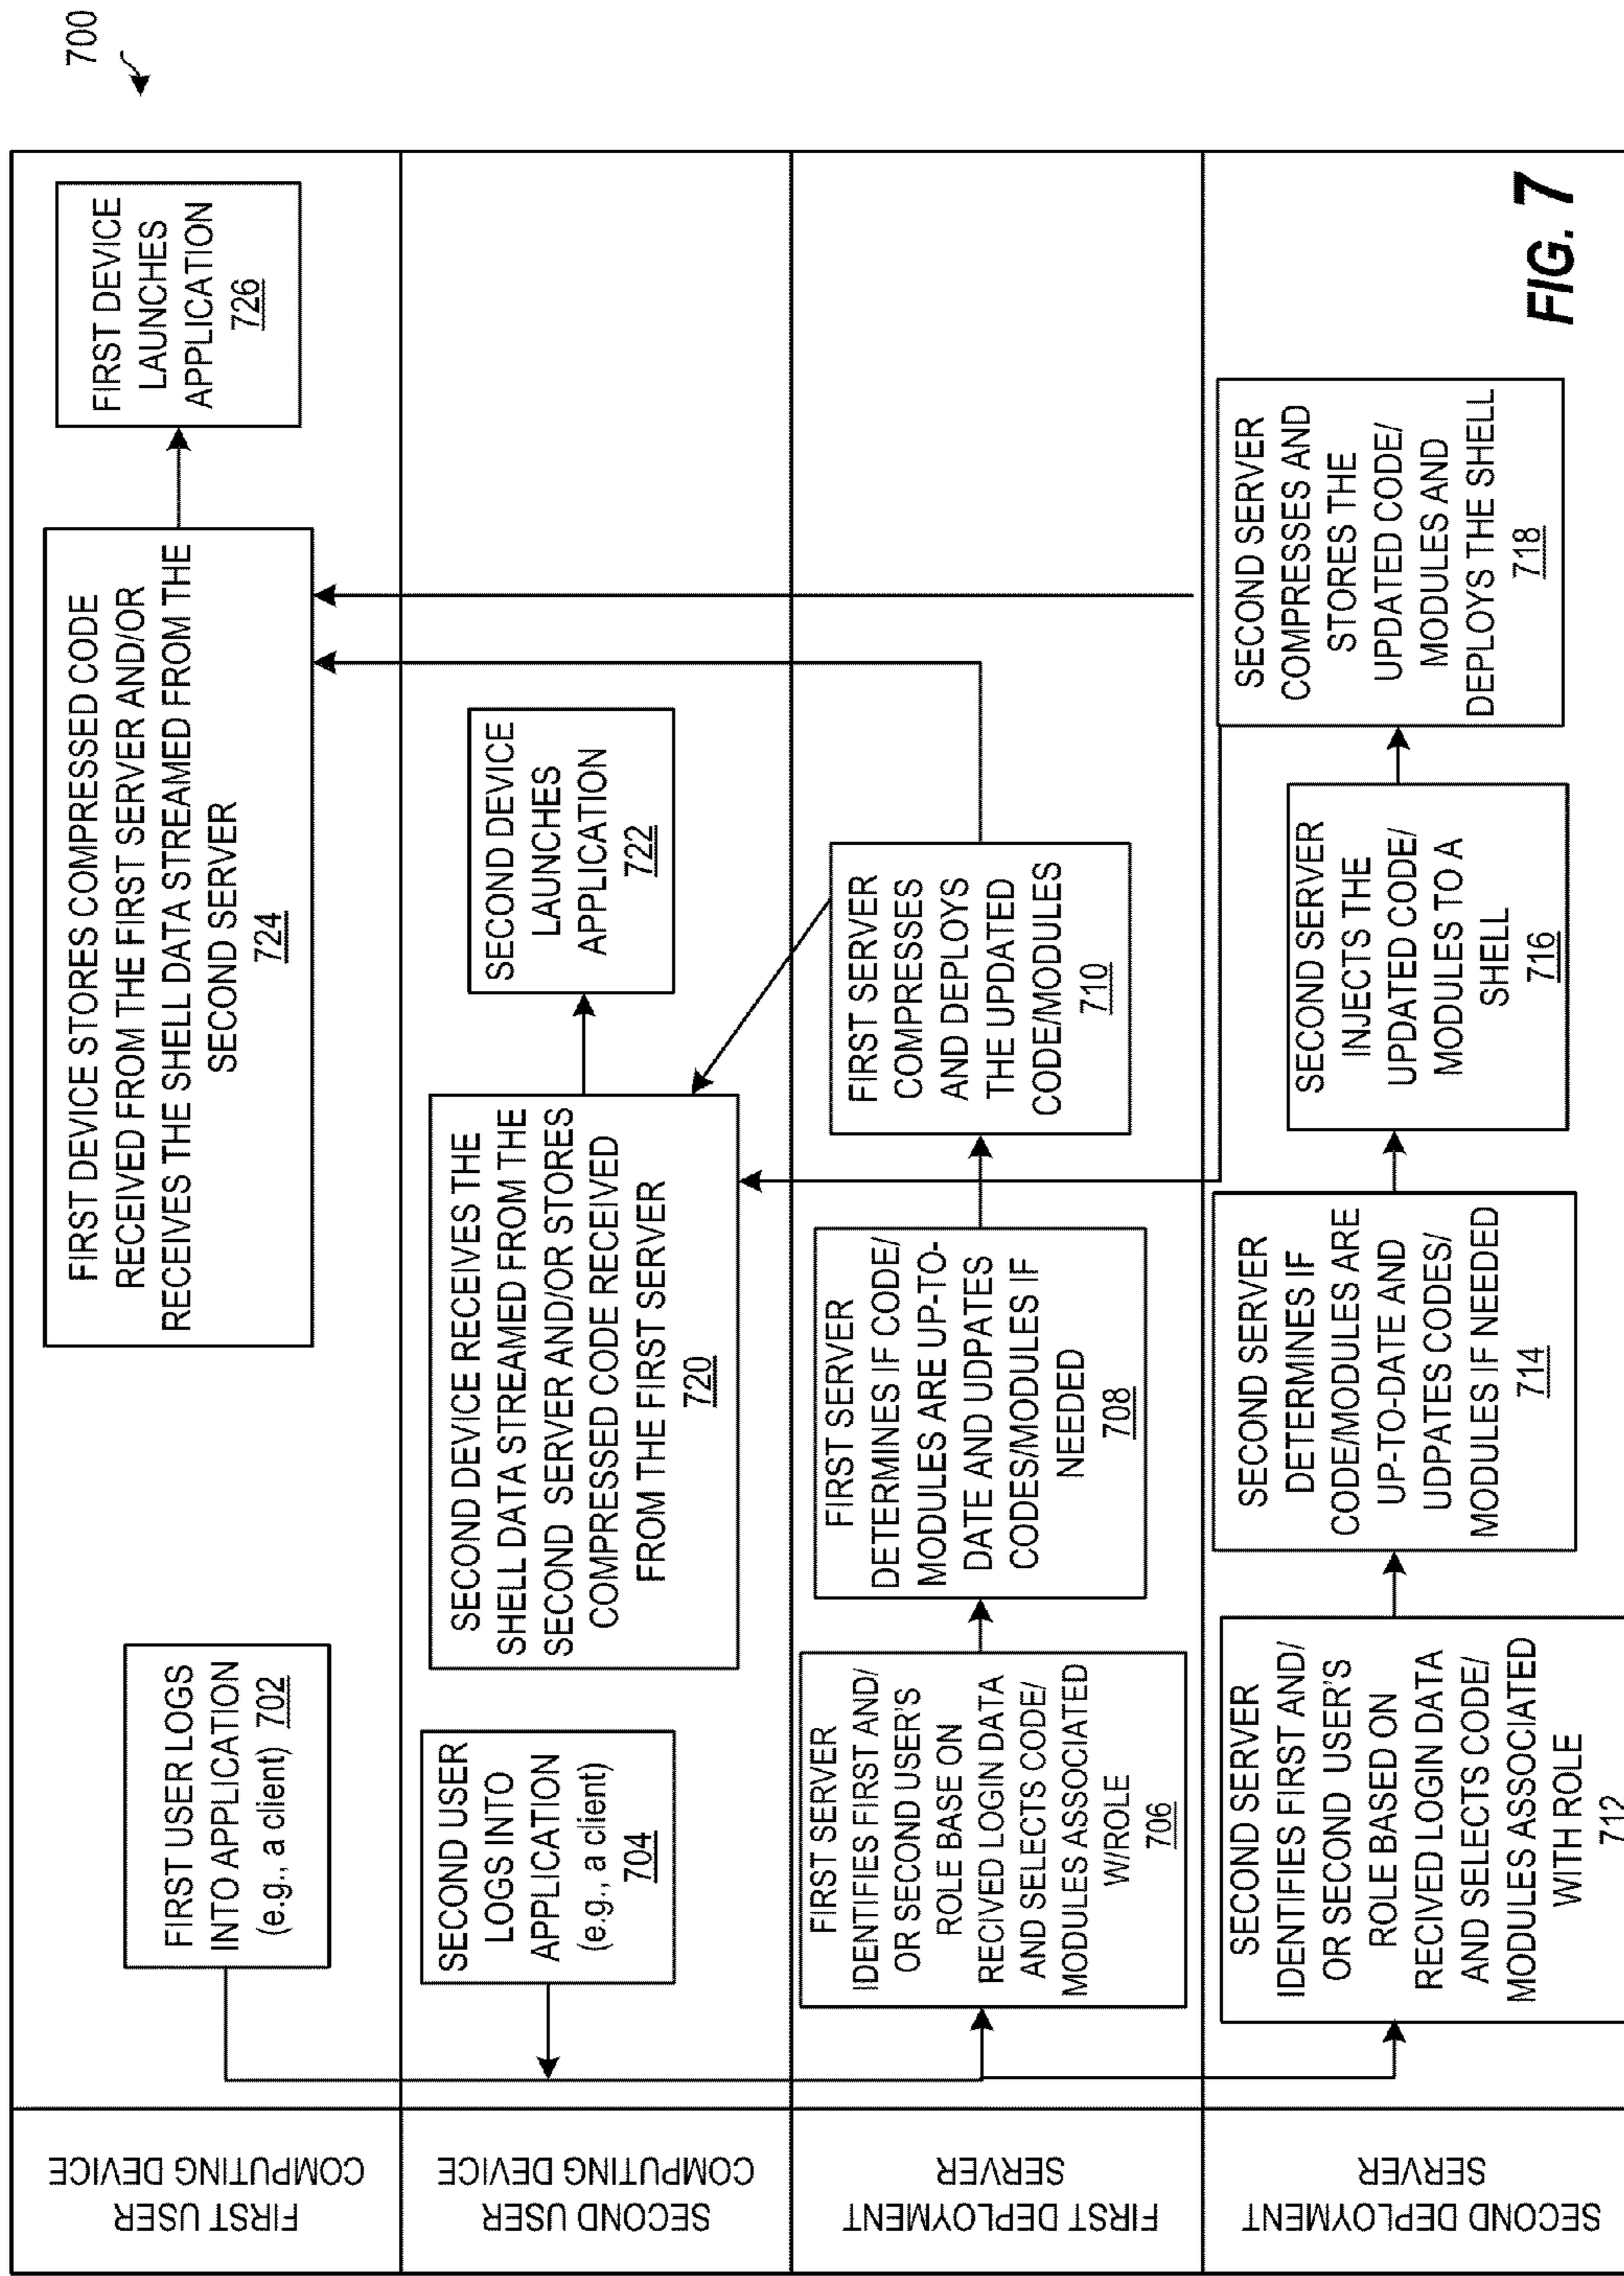 700
FIRST USER
COMPUTING DEVICE
FIRST USER LOGS
INTO APPLICATION
(e.g., a client) 702
FIRST DEVICE STORES COMPRESSED CODE
RECEIVED FROM THE FIRST SERVER AND/OR
RECEIVES THE SHELL DATA STREAMED FROM THE
SECOND SERVER
724
FIRST DEVICE
LAUNCHES
APPLICATION
726
SECOND USER
COMPUTING DEVICE
SECOND USER
LOGS INTO
APPLICATION
(e.g., a client)
704
SECOND DEVICE RECEIVES THE
SHELL DATA STREAMED FROM THE
SECOND SERVER AND/OR STORES
COMPRESSED CODE RECEIVED
FROM THE FIRST SERVER
720
SECOND DEVICE
LAUNCHES
APPLICATION
722
FIRST DEPLOYMENT
SERVER
FIRST SERVER
IDENTIFIES FIRST AND/
OR SECOND USER'S
ROLE BASE ON
RECIVED LOGIN DATA
AND SELECTS CODE/
MODULES ASSOCIATED
W/ROLE
706
FIRST SERVER
DETERMINES IF CODE/
MODULES ARE UP-TO-
DATE AND UDPATES
CODES/MODULES IF
NEEDED
708
FIRST SERVER
COMPRESSES
AND DEPLOYS
THE UPDATED
CODE/MODULES
710
SECOND DEPLOYMENT
SERVER
SECOND SERVER
IDENTIFIES FIRST AND/
OR SECOND USER'S
ROLE BASED ON
RECIVED LOGIN DATA
AND SELECTS CODE/
MODULES ASSOCIATED
WITH ROLE
712
SECOND SERVER
DETERMINES IF
CODE/MODULES ARE
UP-TO-DATE AND
UDPATES CODES/
MODULES IF NEEDED
714
SECOND SERVER
INJECTS THE
UPDATED CODE/
MODULES TO A
SHELL
716
SECOND SERVER
COMPRESSES AND
STORES THE
UPDATED CODE/
MODULES AND
DEPLOYS THE SHELL
718
FIG. 7